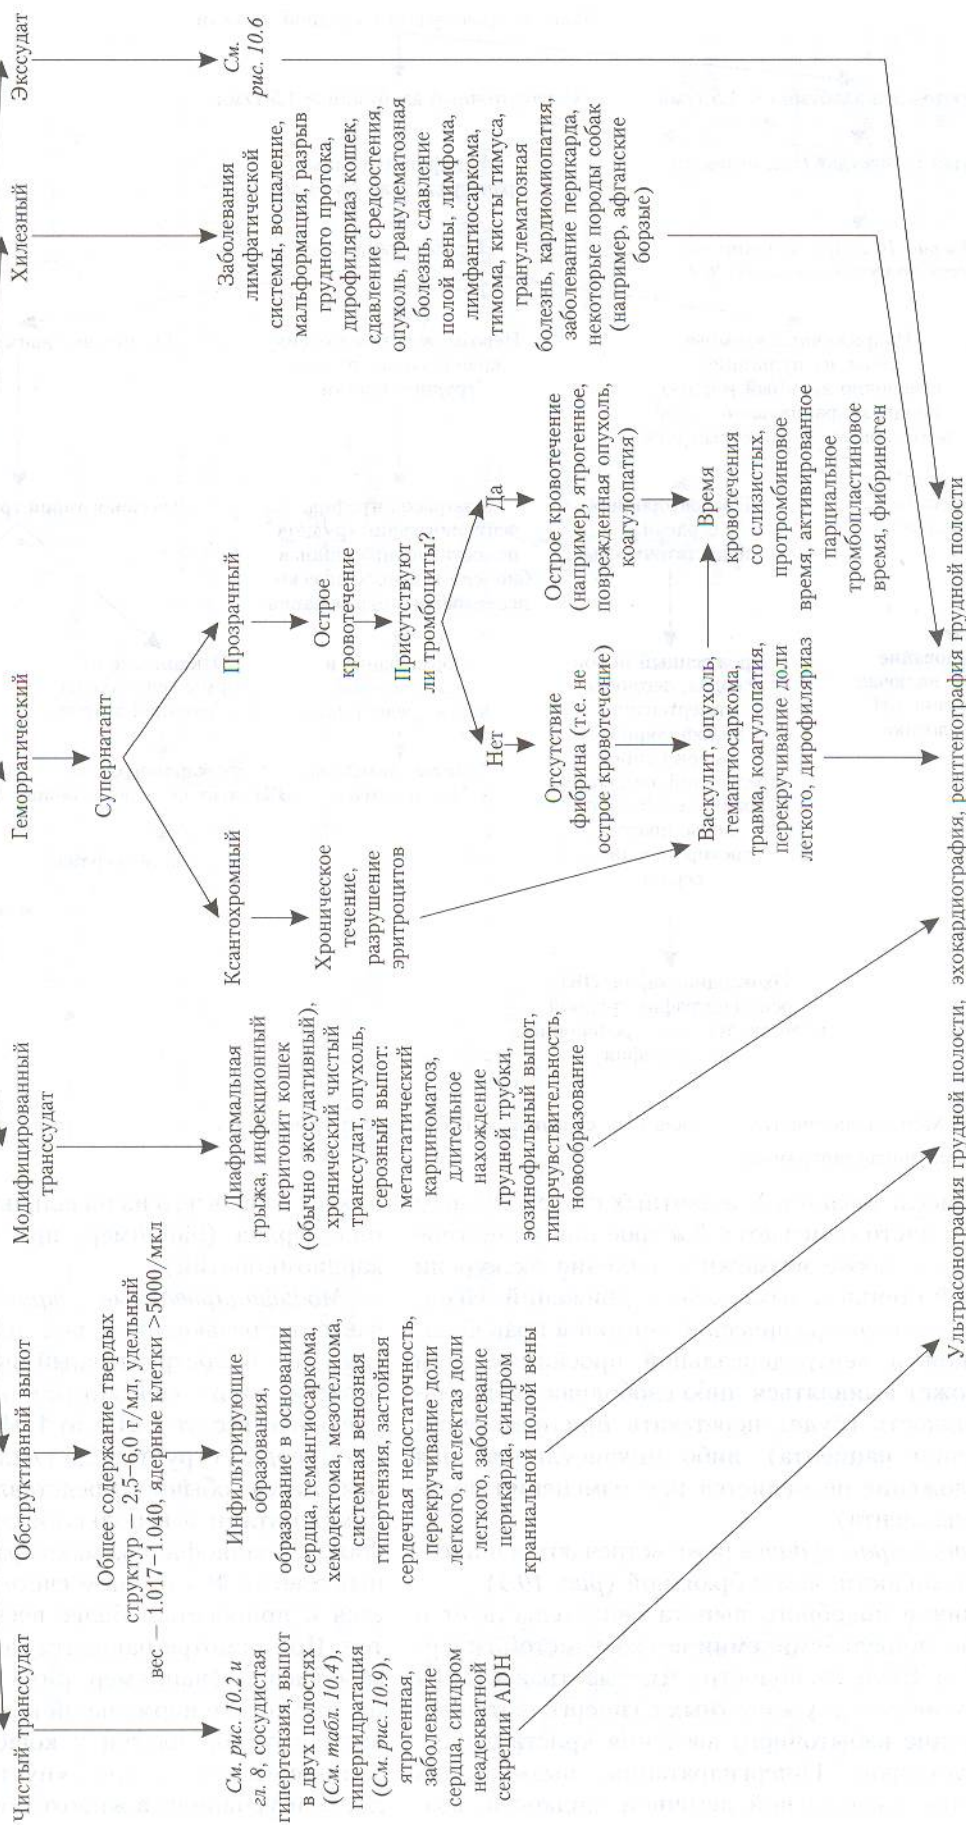 Чистый транссудат
См. рис. 10.2 и
гл. 8, сосудистая
гипертензия, выпот
в двух полостях
(См. табл. 10.4),
гипергидратация
(См. рис. 10.9),
ятрогенная,
заболевание
сердца, синдром
неадекватной
секреции ADH
Обструктивный выпот
Общее содержание твердых
структур 2,5–6,0 г/мл, удельный
вес – 1.017–1.040, ядерные клетки >5000/мкл
Инфильтрирующие
образования,
образование в основании
сердца, гемангиосаркома,
хемодектома, мезотелиома,
системная венозная
гипертензия, застойная
сердечная недостаточность,
перекручивание доли
легкого, ателектаз доли
легкого, заболевание
перикарда, синдром
краниальной полой вены
Модифицированный
транссудат
Диафрагмальная
грыжа, инфекционный
перитонит кошек
(обычно экссудативный),
хронический чистый
транссудат, опухоль,
серозный выпот:
метастатический
карциноматоз,
длительное
нахождение
грудной трубки,
эозинофильный выпот,
гиперчувствительность,
новообразование
Геморрагический
Супернатант
Ксантохромный
Хроническое
течение,
разрушение
эритроцитов
Прозрачный
Острое
кровотечение
Присутствуют
ли тромбоциты?
Нет
Отсутствие
фибрина (т.е. не
острое кровотечение)
Васкулит, опухоль,
гемангиосаркома,
травма, коагулопатия,
перекручивание доли
легкого, дирофиляриаз
Да
Острое кровотечение
(например, ятрогенное,
поврежденная опухоль,
коагулопатия)
Время
кровотечения
со слизистых,
протромбиновое
время, активированное
парциальное
тромбопластиновое
время, фибриноген
Хилезный
Заболевания
лимфатической
системы, воспаление,
мальформация, разрыв
грудного протока,
дирофиляриаз кошек,
сдавление средостения,
опухоль, гранулематозная
болезнь, сдавление
полой вены, лимфома,
лимфангиосаркома,
тимома, кисты тимуса,
гранулематозная
болезнь, кардиомиопатия,
заболевание перикарда,
некоторые породы собак
(например, афганские
борзые)
Экссудат
См.
рис. 10.6
Ультрасонография грудной полости, эхокардиография, рентгенография грудной полости